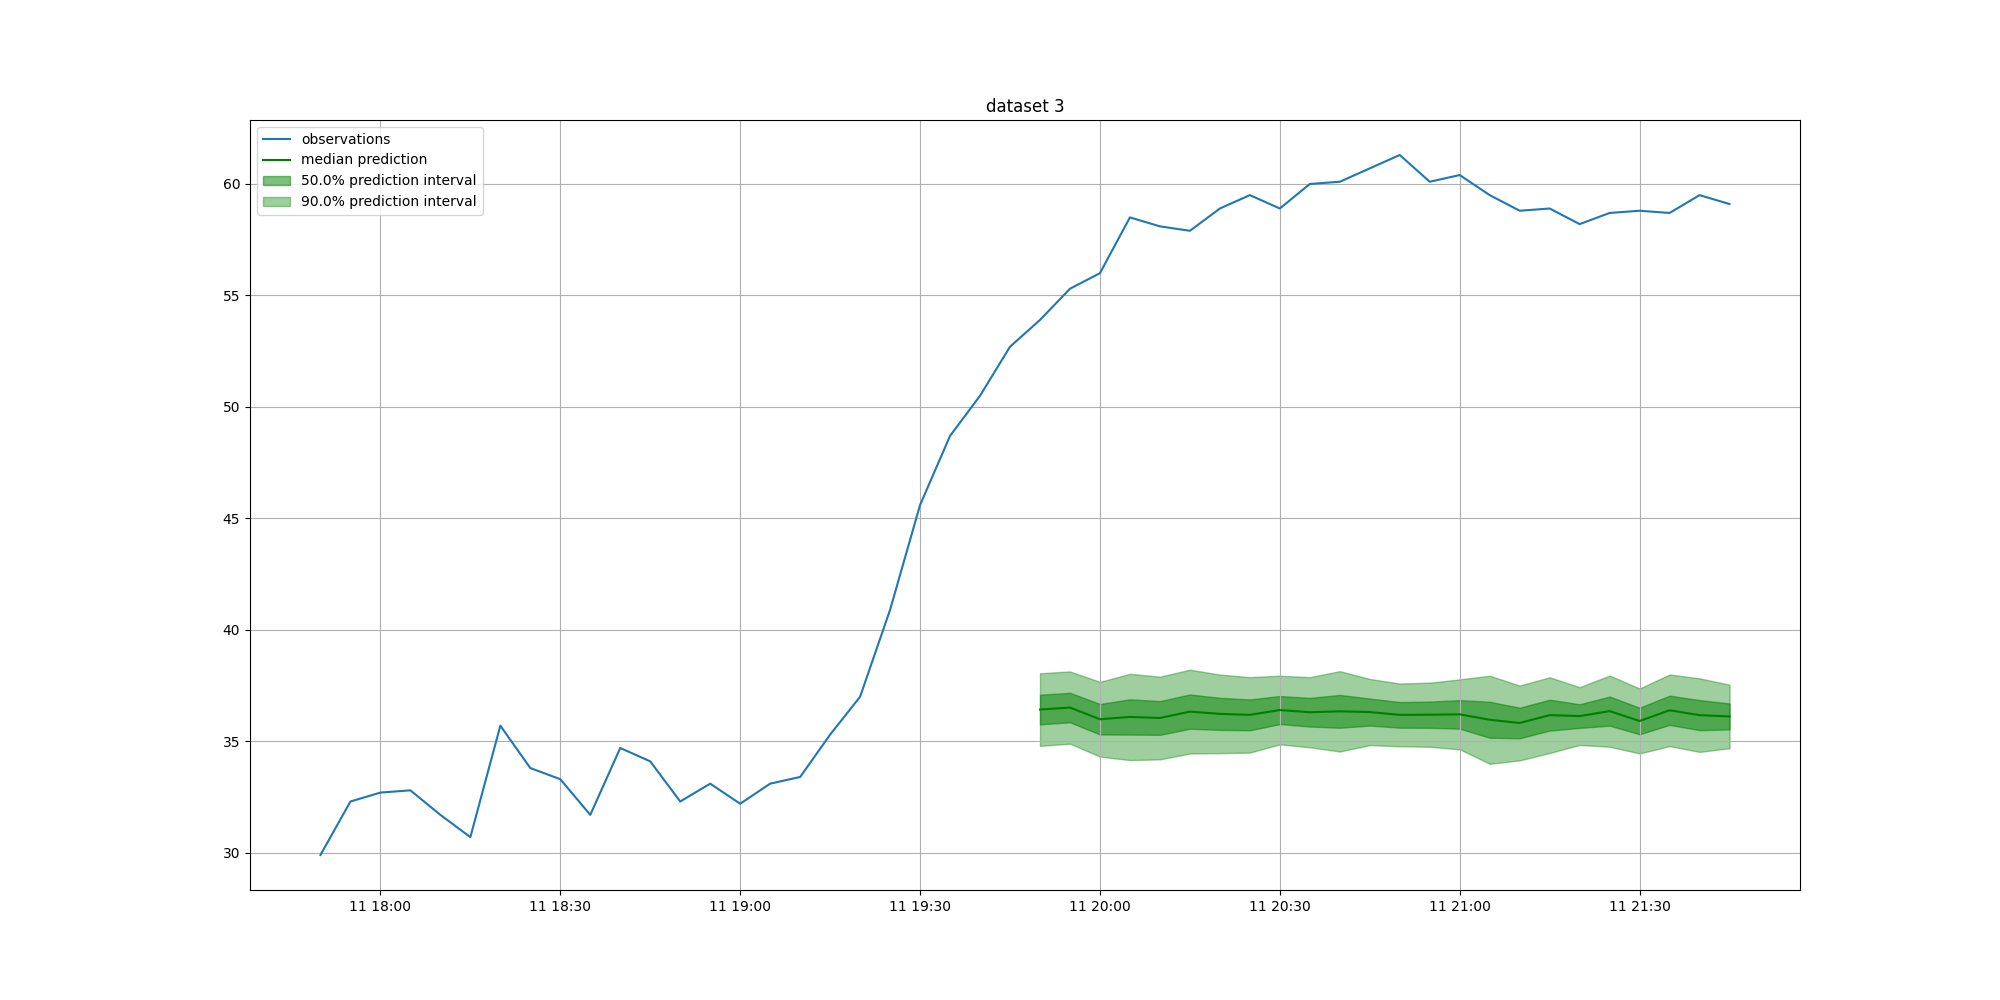 dataset 3
observations
median prediction
50.0% prediction interval
90.0% prediction interval
60
55
50
45
40
35
30
11 18:00 11 18:30 11 19:00 11 19:30 11 20:00 11 20:30 11 21:00 11 21:30